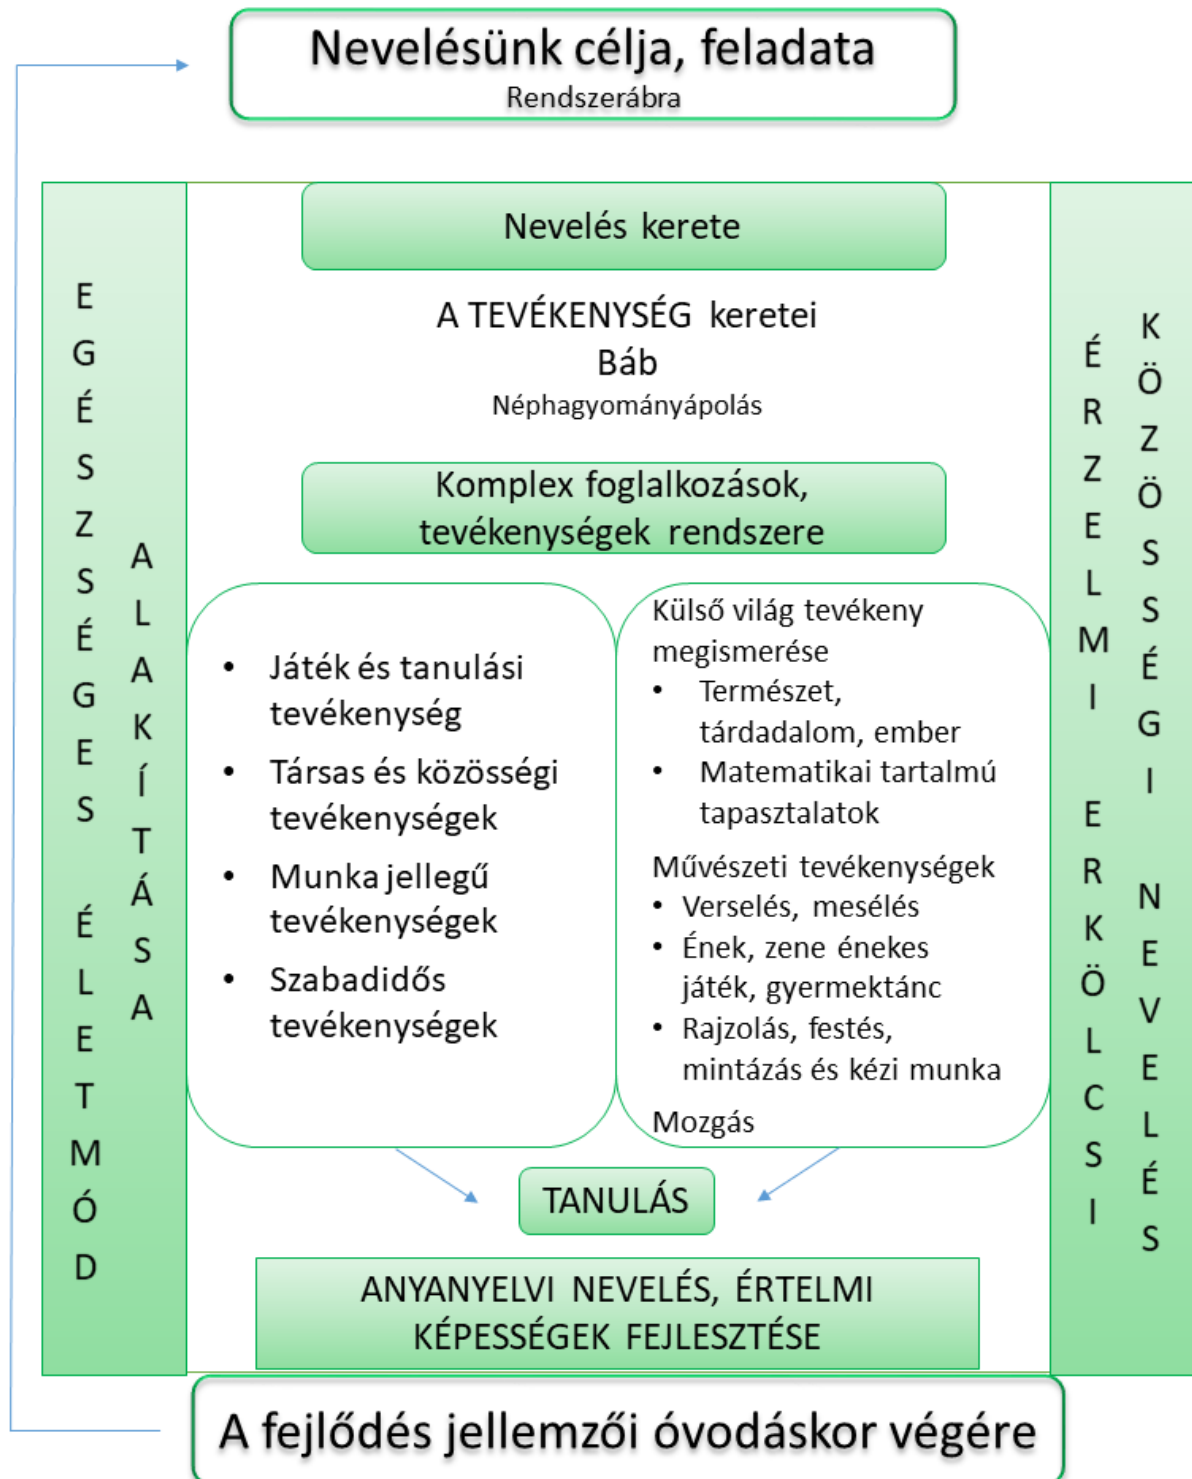 Nevelésünk célja, feladata
Rendszerábra
EGÉSZSÉGES ÉLETMÓD
ALAKÍTÁSA
Nevelés kerete
A TEVÉKENYSÉG keretei
Báb
Néphagyományápolás
Komplex foglalkozások,
tevékenységek rendszere
• Játék és tanulási
tevékenység
• Társas és közösségi
tevékenységek
• Munka jellegű
tevékenységek
• Szabadidős
tevékenységek
Külső világ tevékeny
megismerése
• Természet,
tárdadalom, ember
• Matematikai tartalmú
tapasztalatok
Művészeti tevékenységek
• Verselés, mesélés
• Ének, zene énekes
játék, gyermektánc
• Rajzolás, festés,
mintázás és kézi munka
Mozgás
TANULÁS
ANYANYELVI NEVELÉS, ÉRTELMI
KÉPESSÉGEK FEJLESZTÉSE
ÉRZELMI ERKÖLCSI
KÖZÖSSÉGI NEVELÉS
A fejlődés jellemzői óvodáskor végére